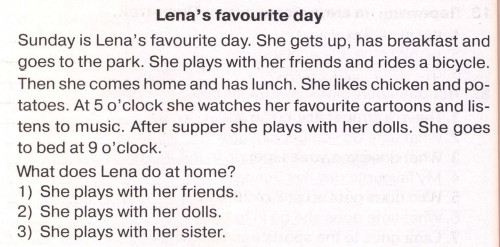 Lena's favourite day
Sunday is Lena's favourite day. She gets up, has breakfast and
goes to the park. She plays with her friends and rides a bicycle.
Then she comes home and has lunch. She likes chicken and po-
tatoes. At 5 o'clock she watches her favourite cartoons and lis-
tens to music. After supper she plays with her dolls. She goes
to bed at 9 o'clock.
What does Lena do at home?
1) She plays with her friends.
2) She plays with her dolls.
3) She plays with her sister.